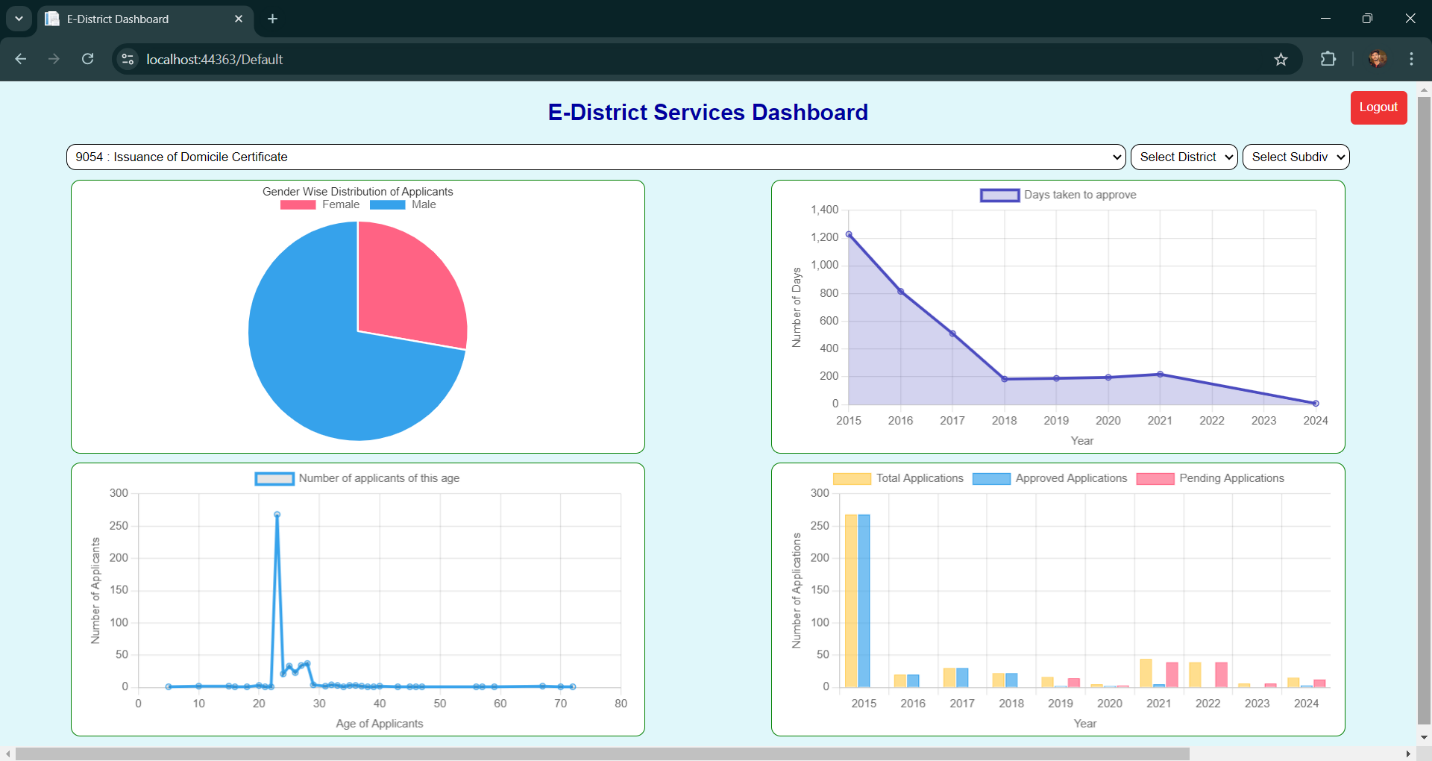 E-District Dashboard
localhost:44363/Default
E-District Services Dashboard
Logout
9054 : Issuance of Domicile Certificate
Select District
Select Subdiv
Gender Wise Distribution of Applicants
Female Male
Days taken to approve
1,400
1,200
1,000
800
600
400
200
0
Number of Days
2015 2016 2017 2018 2019 2020 2021 2022 2023 2024
Year
Number of applicants of this age
300
250
200
150
100
50
0
Number of Applicants
0 10 20 30 40 50 60 70 80
Age of Applicants
Total Applications Approved Applications Pending Applications
300
250
200
150
100
50
0
Number of Applications
2015 2016 2017 2018 2019 2020 2021 2022 2023 2024
Year